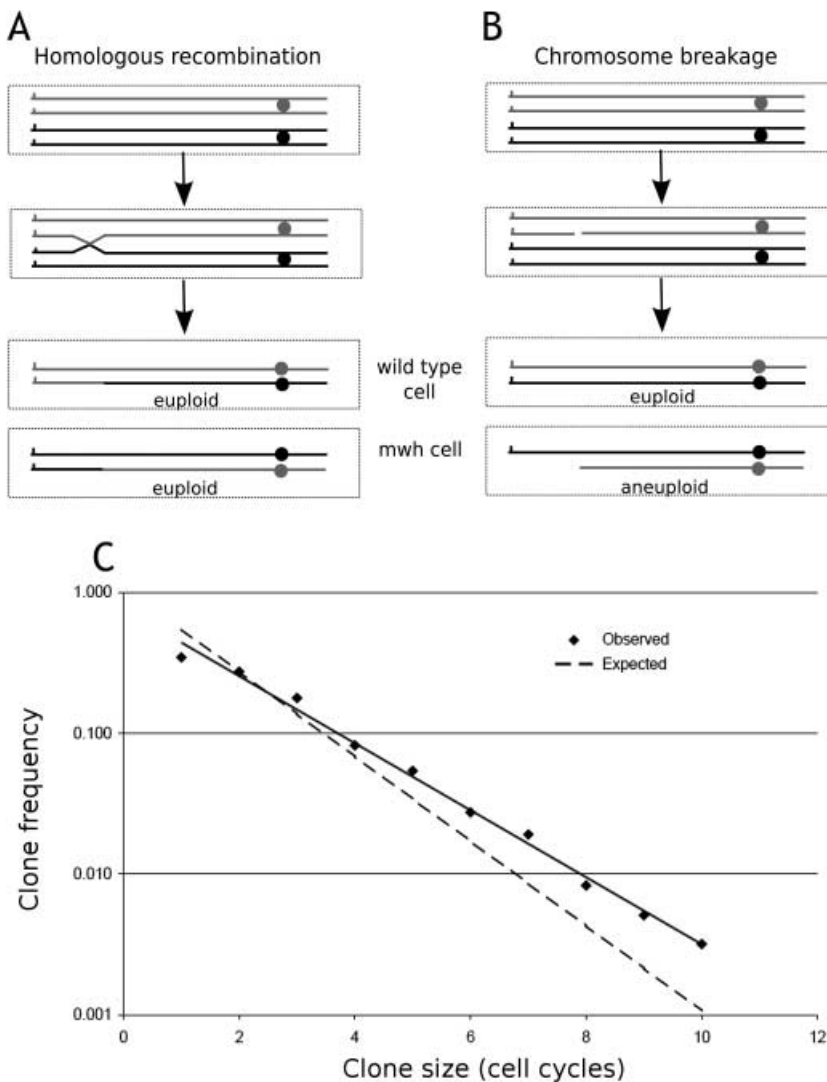 A
Homologous recombination
wild type
cell
euploid
mwh cell
euploid
B
Chromosome breakage
euploid
aneuploid
C
Clone frequency
1.000
0.100
0.010
0.001
Observed
Expected
0
2
4
6
8
10
12
Clone size (cell cycles)